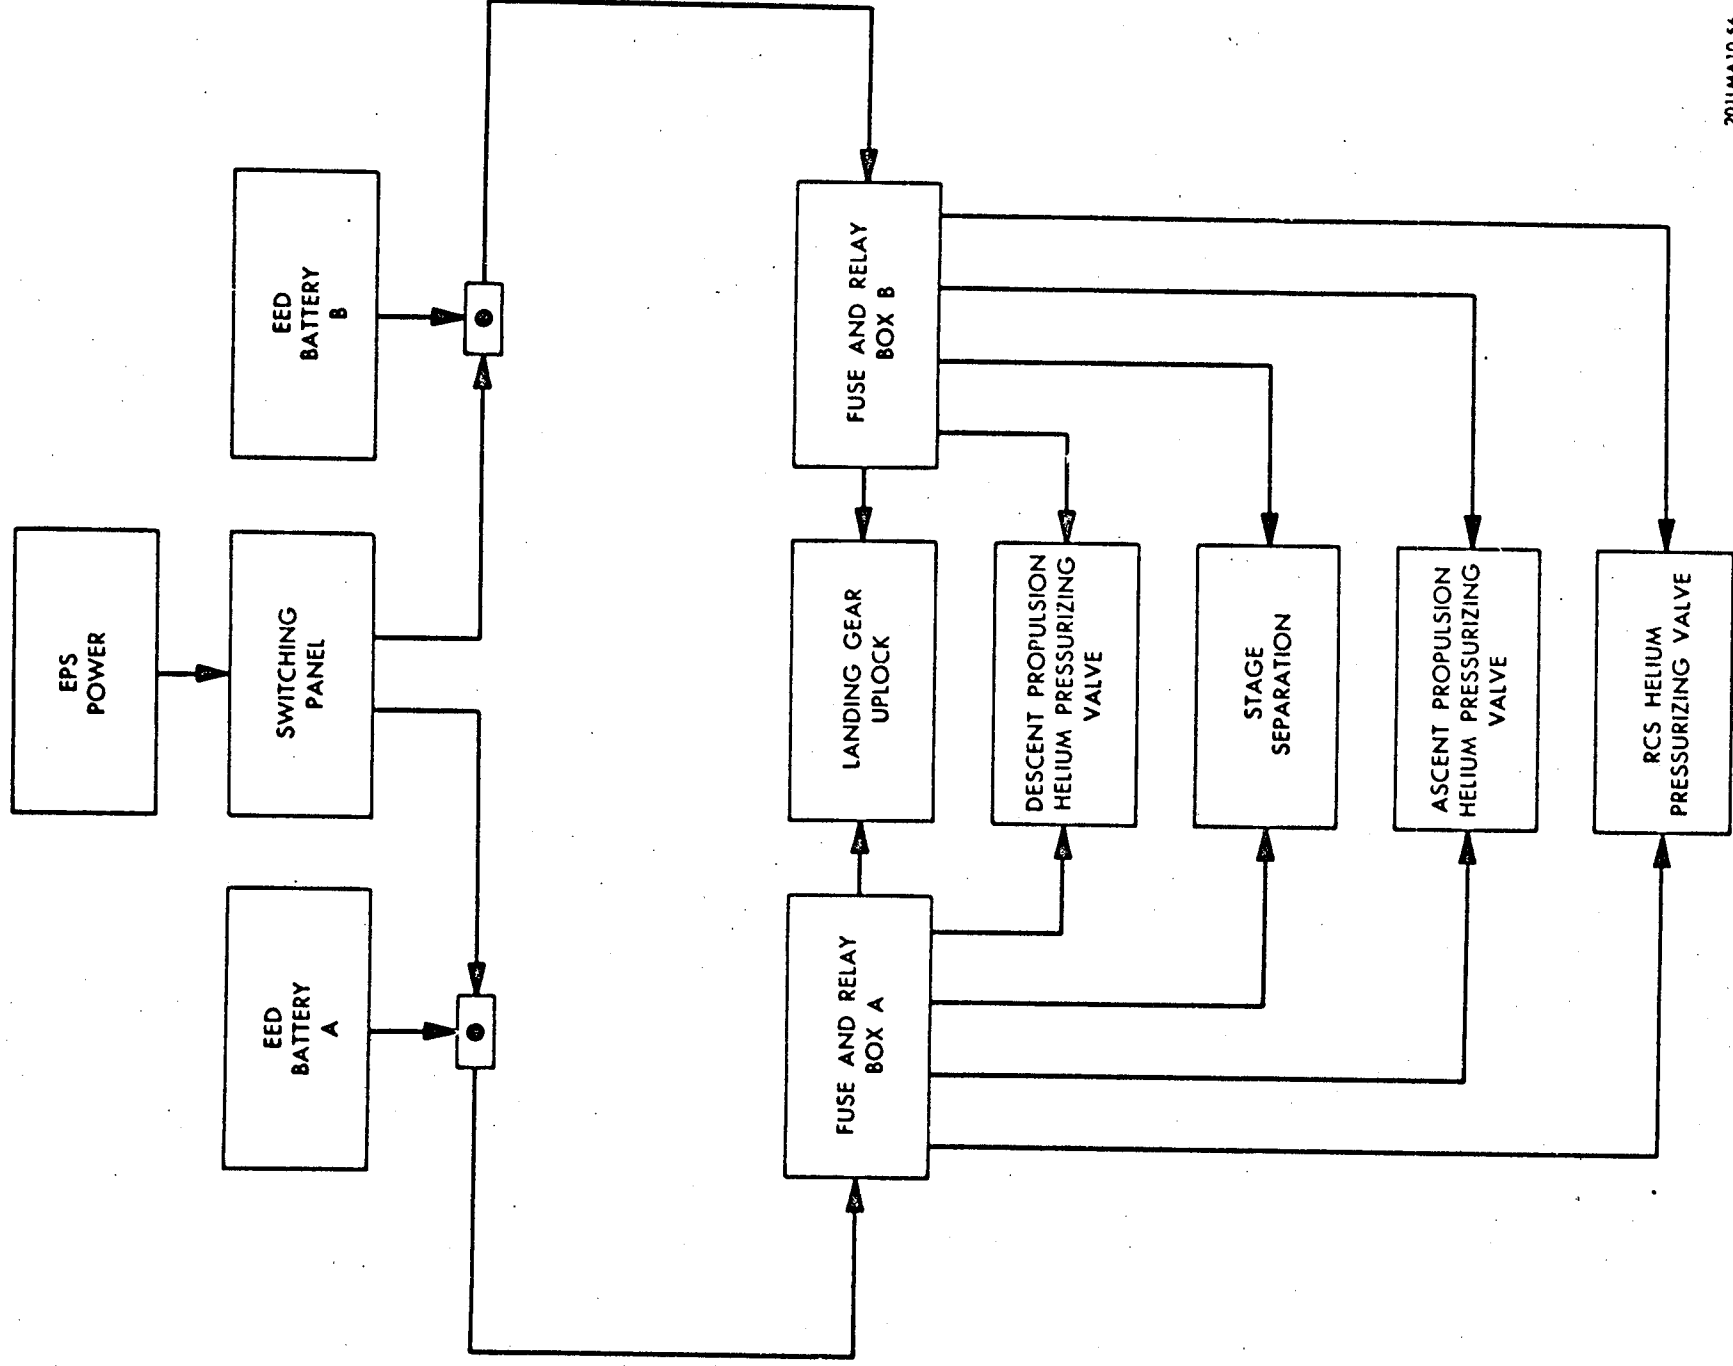 EPS
POWER
EED
BATTERY
A
SWITCHING
PANEL
EED
BATTERY
B
FUSE AND RELAY
BOX A
LANDING GEAR
UPLOCK
FUSE AND RELAY
BOX B
DESCENT PROPULSION
HELIUM PRESSURIZING
VALVE
STAGE
SEPARATION
ASCENT PROPULSION
HELIUM PRESSURIZING
VALVE
RCS HELIUM
PRESSURIZING VALVE